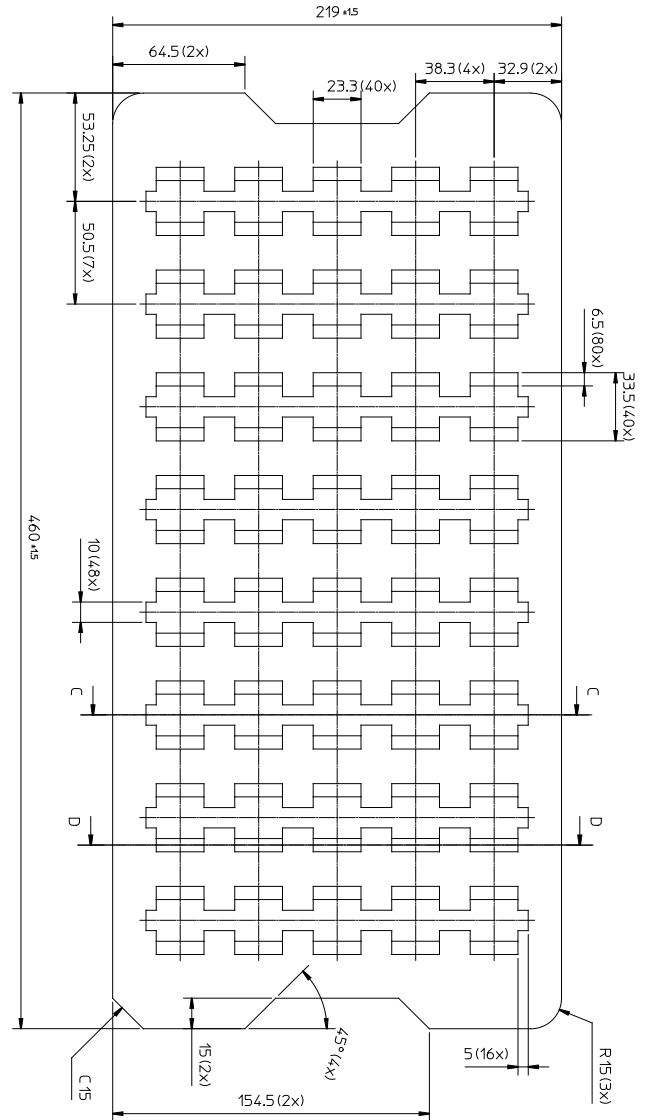 219 ±1.5
64.5 (2x)
38.3 (4x)
32.9 (2x)
23.3 (40x)
53.25 (2x)
50.5 (7x)
6.5 (80x)
33.5 (40x)
460 ±1.5
10 (48x)
C
C
D
D
45° (4x)
15 (2x)
5 (16x)
R15 (3x)
C15
154.5 (2x)